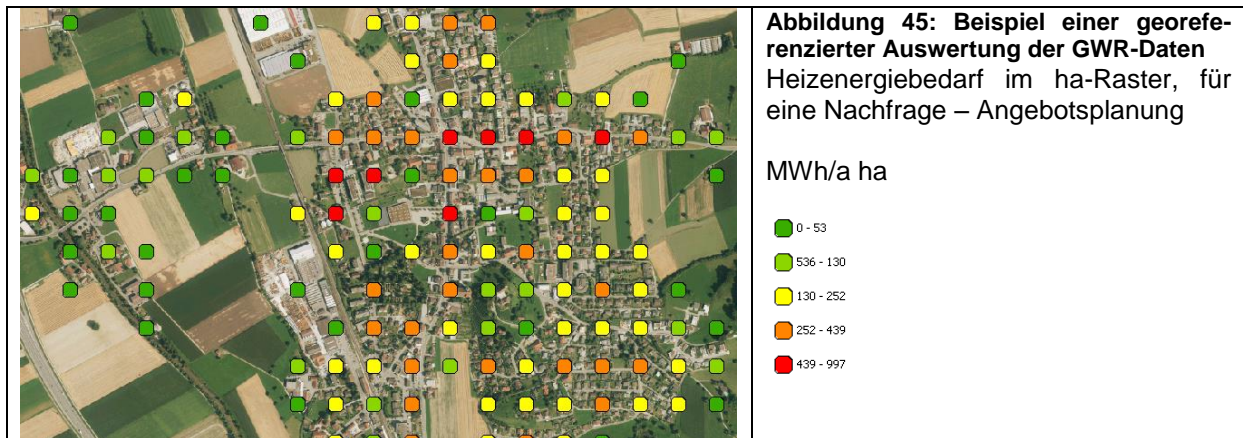 Abbildung 45: Beispiel einer georefe-
renzierter Auswertung der GWR-Daten
Heizenergiebedarf im ha-Raster, für
eine Nachfrage – Angebotsplanung
MWh/a ha
0 - 53
536 - 130
130 - 252
252 - 439
439 - 997